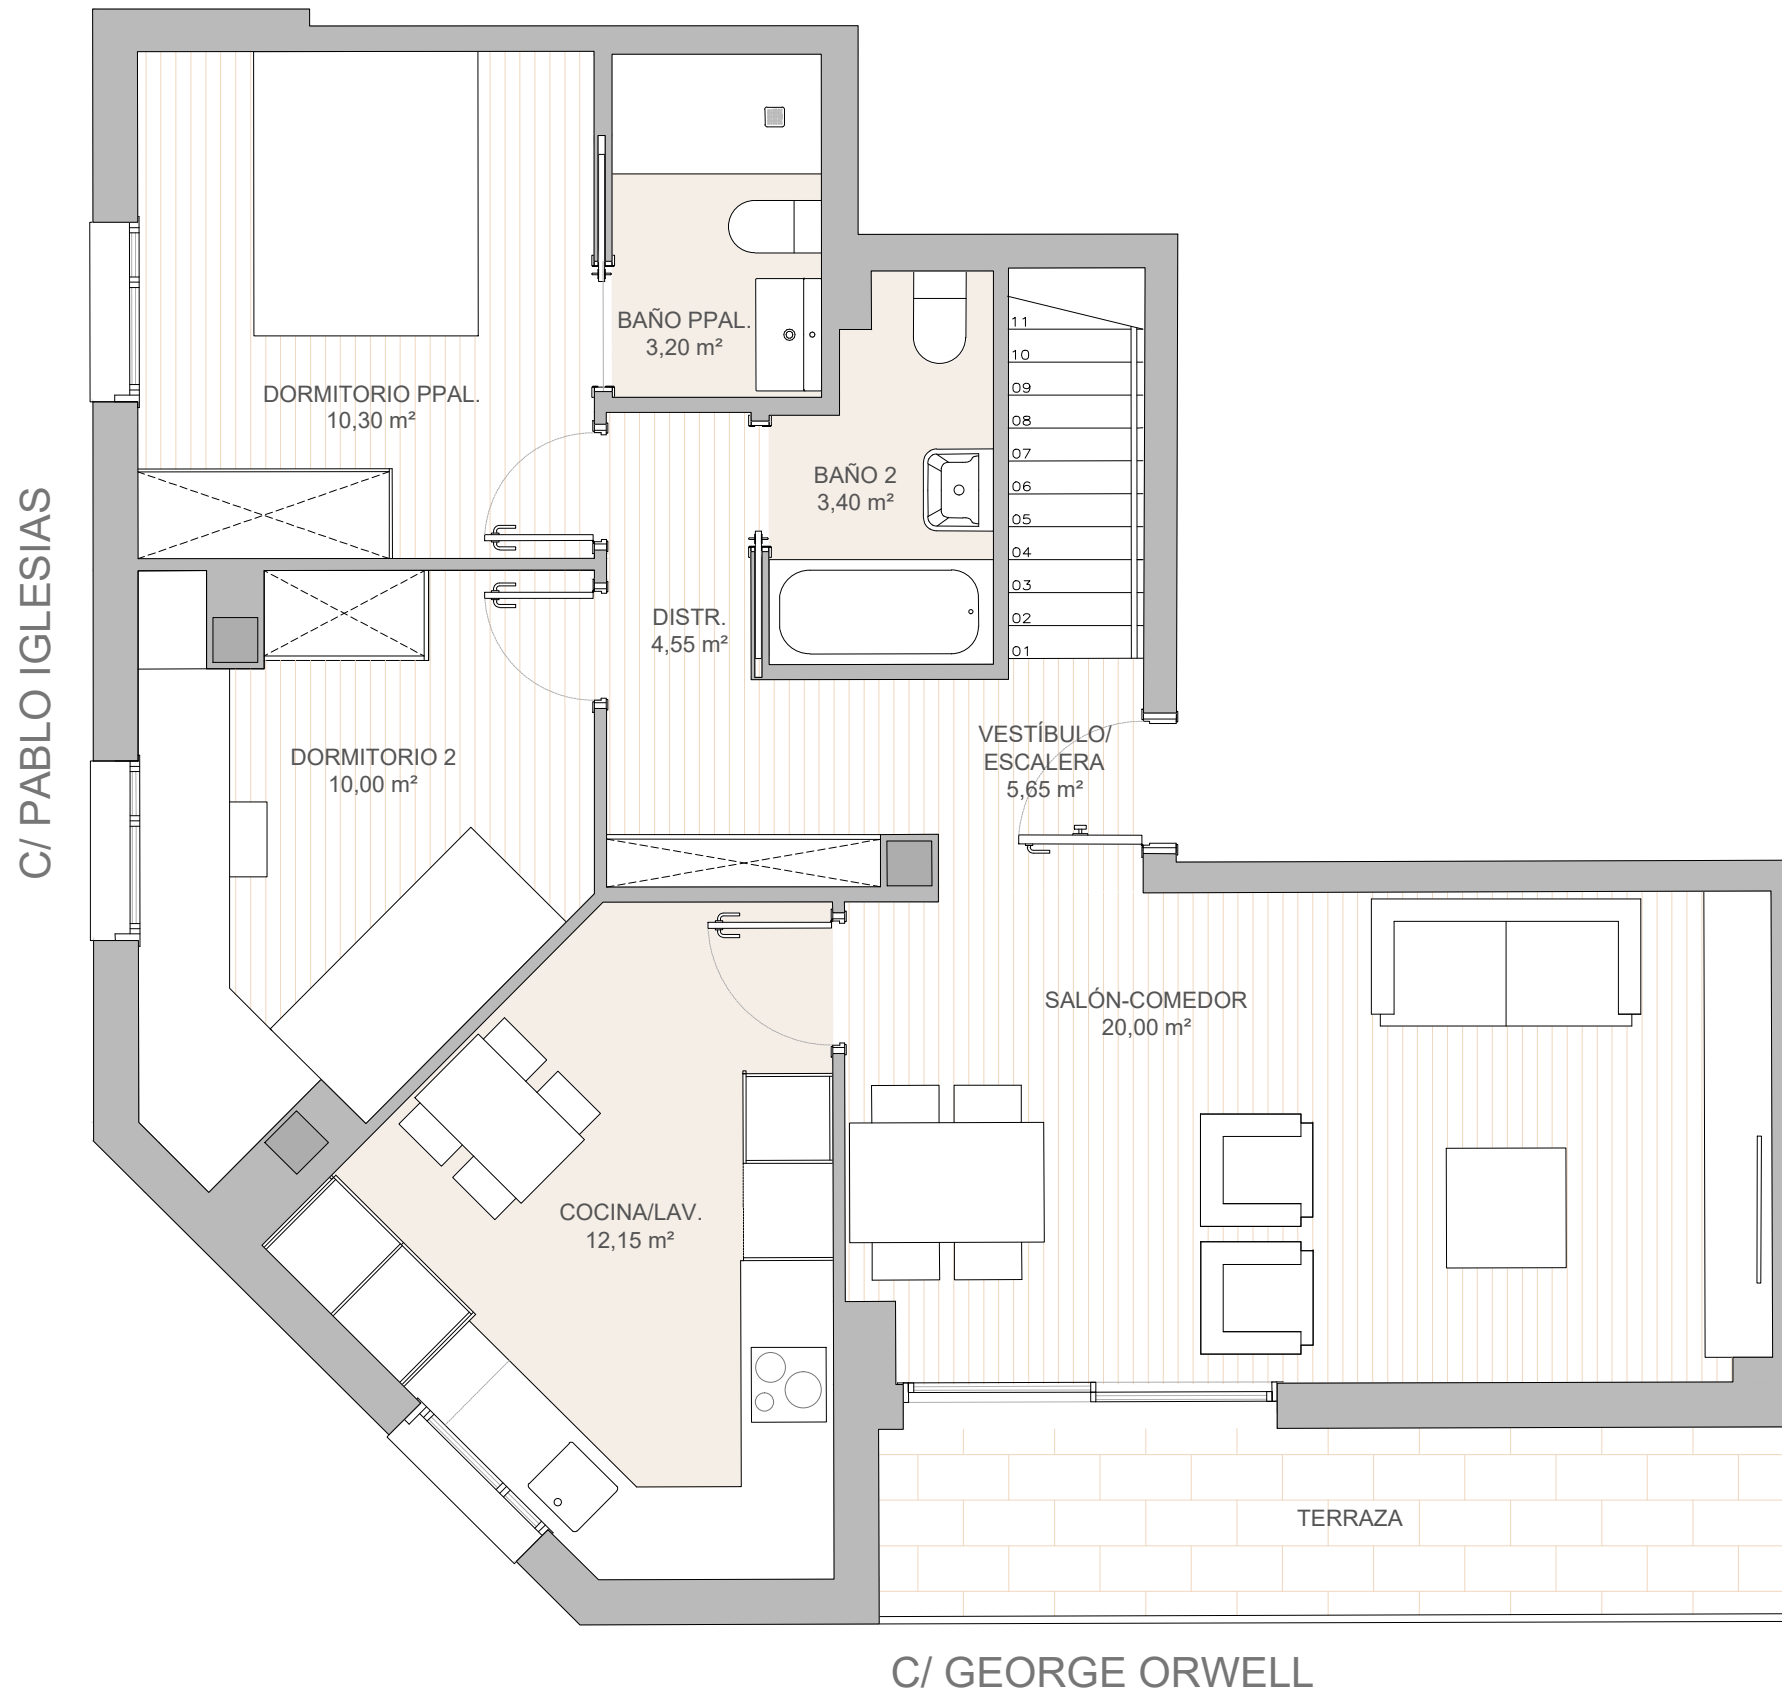 BAÑO PPAL.
3,20 m²
DORMITORIO PPAL.
10,30 m²
BAÑO 2
3,40 m²
11
10
09
08
07
06
05
04
03
02
01
DISTR.
4,55 m²
C/ PABLO IGLESIAS
DORMITORIO 2
10,00 m²
VESTÍBULO/
ESCALERA
5,65 m²
SALÓN-COMEDOR
20,00 m²
COCINA/LAV.
12,15 m²
TERRAZA
C/ GEORGE ORWELL